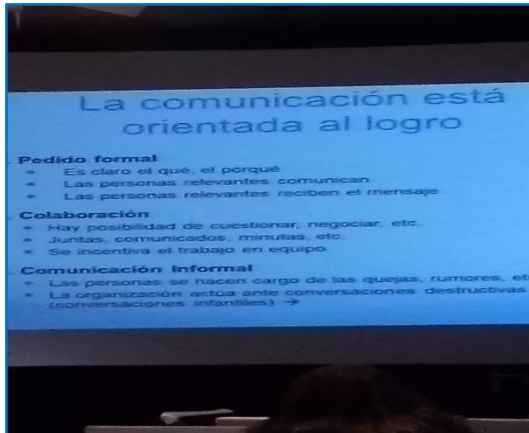 La comunicación está
orientada al logro
Pedido formal
Es claro el qué, el porqué
Las personas relevantes comunican
Las personas relevantes reciben el mensaje
Colaboración
Hay posibilidad de cuestionar, negociar, etc.
Juntas, comunicados, minutas, etc.
Se incentiva el trabajo en equipo
Comunicación Informal
Las personas se hacen cargo de las quejas, rumores, et
La organización actúa ante conversaciones destructivas
(conversaciones infantiles) →